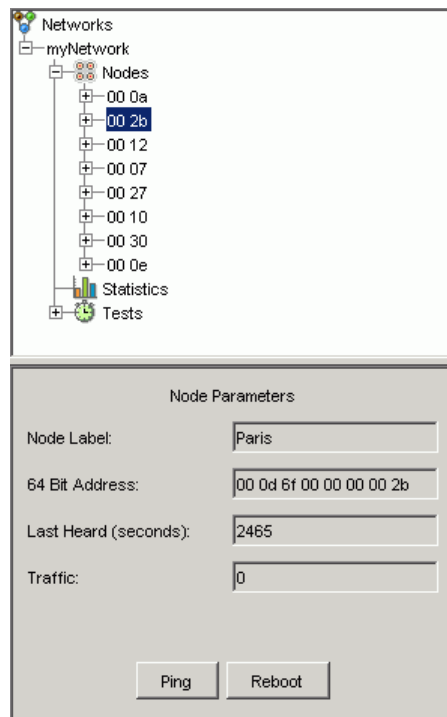 Networks
myNetwork
Nodes
00 0a
00 2b
00 12
00 07
00 27
00 10
00 30
00 0e
Statistics
Tests
Node Parameters
Node Label: Paris
64 Bit Address: 00 0d 6f 00 00 00 00 2b
Last Heard (seconds): 2465
Traffic: 0
Ping Reboot